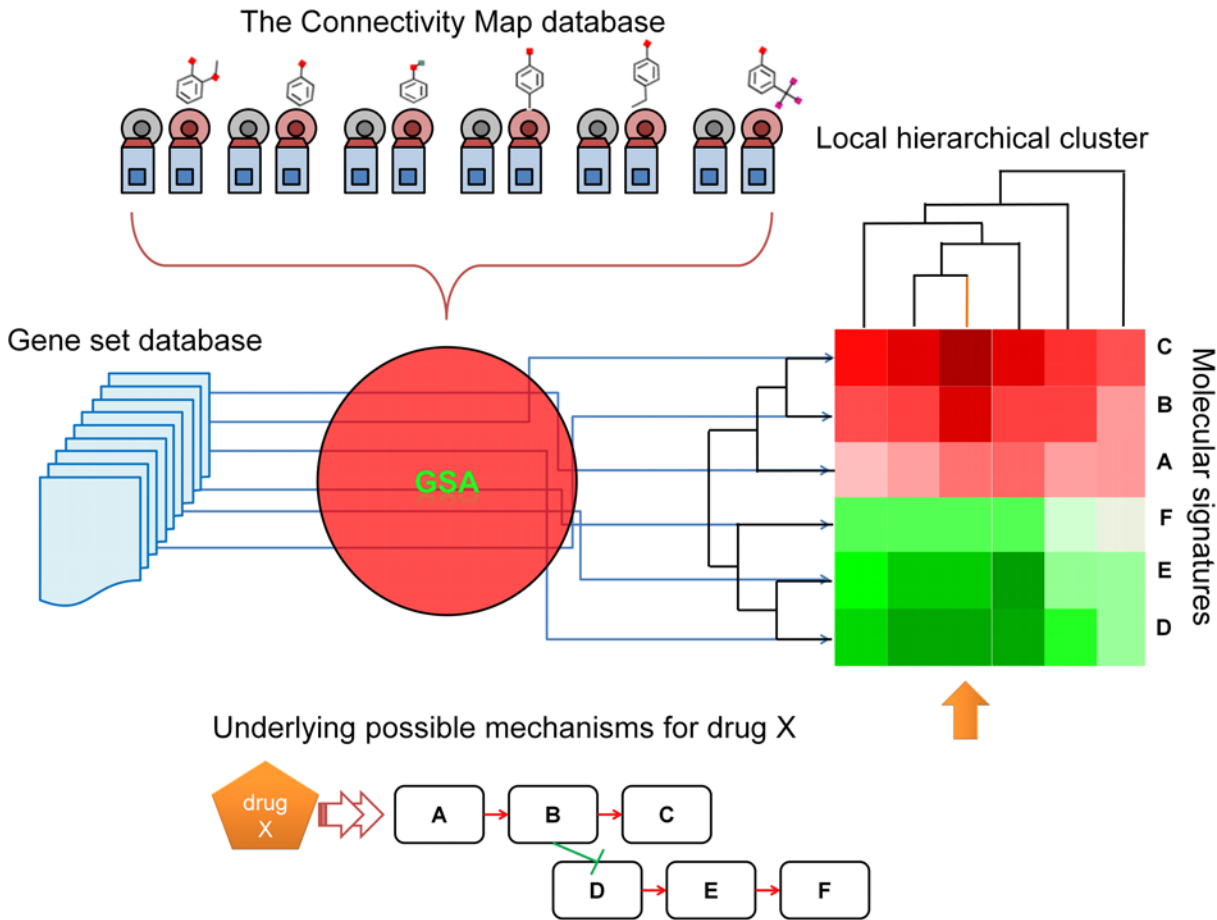 The Connectivity Map database
Local hierarchical cluster
Gene set database
GSA
C
B
A
F
E
D
Molecular signatures
Underlying possible mechanisms for drug X
drug
X
A
B
C
D
E
F